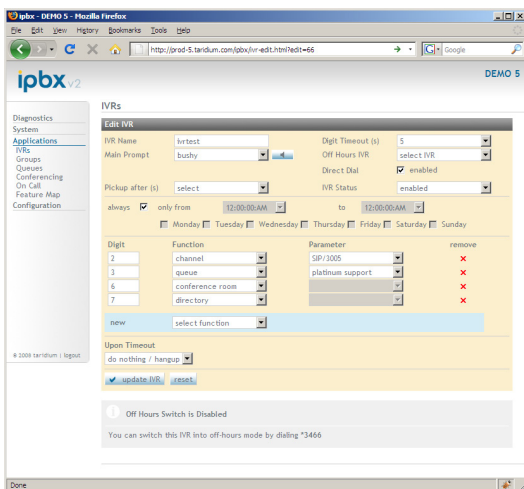 ipbx - DEMO 5 - Mozilla Firefox
File Edit View History Bookmarks Tools Help
http://prod-5.taridium.com/ipbx/ivr-edit.html?edit=66
G Google
ipbx v2
DEMO 5
IVRs
Diagnostics
System
Applications
IVRs
Groups
Queues
Conferencing
On Call
Feature Map
Configuration
© 2008 taridium | logout
Edit IVR
IVR Name ivrtest Digit Timeout (s) 5
Main Prompt bushy Off Hours IVR select IVR
Direct Dial enabled
Pickup after (s) select IVR Status enabled
always only from 12:00:00:AM to 12:00:00:AM
Monday Tuesday Wednesday Thursday Friday Saturday Sunday
Digit Function Parameter remove
2 channel SIP/3005
3 queue platinum support
6 conference room
7 directory
new select function
Upon Timeout
do nothing / hangup
update IVR reset
Off Hours Switch is Disabled
You can switch this IVR into off-hours mode by dialing *3466
Done